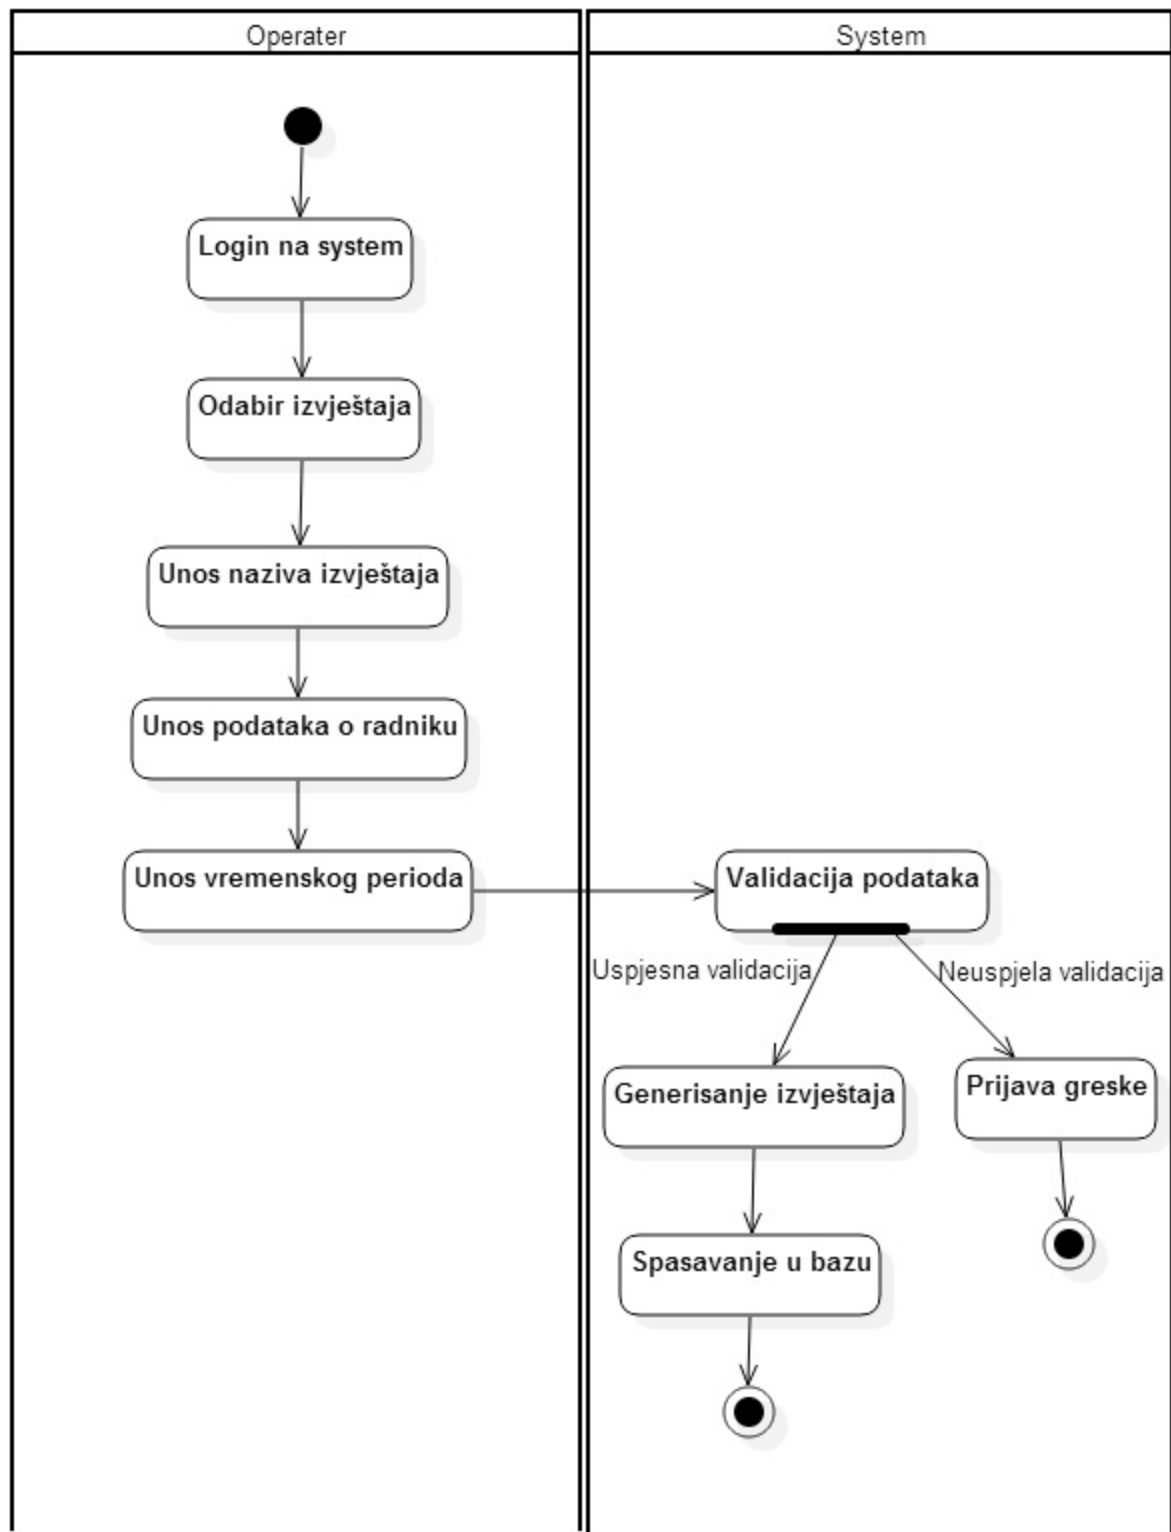 Operater
System
Login na system
Odabir izvještaja
Unos naziva izvještaja
Unos podataka o radniku
Unos vremenskog perioda
Validacija podataka
Uspjesna validacija
Neuspjela validacija
Generisanje izvještaja
Prijava greske
Spasavanje u bazu